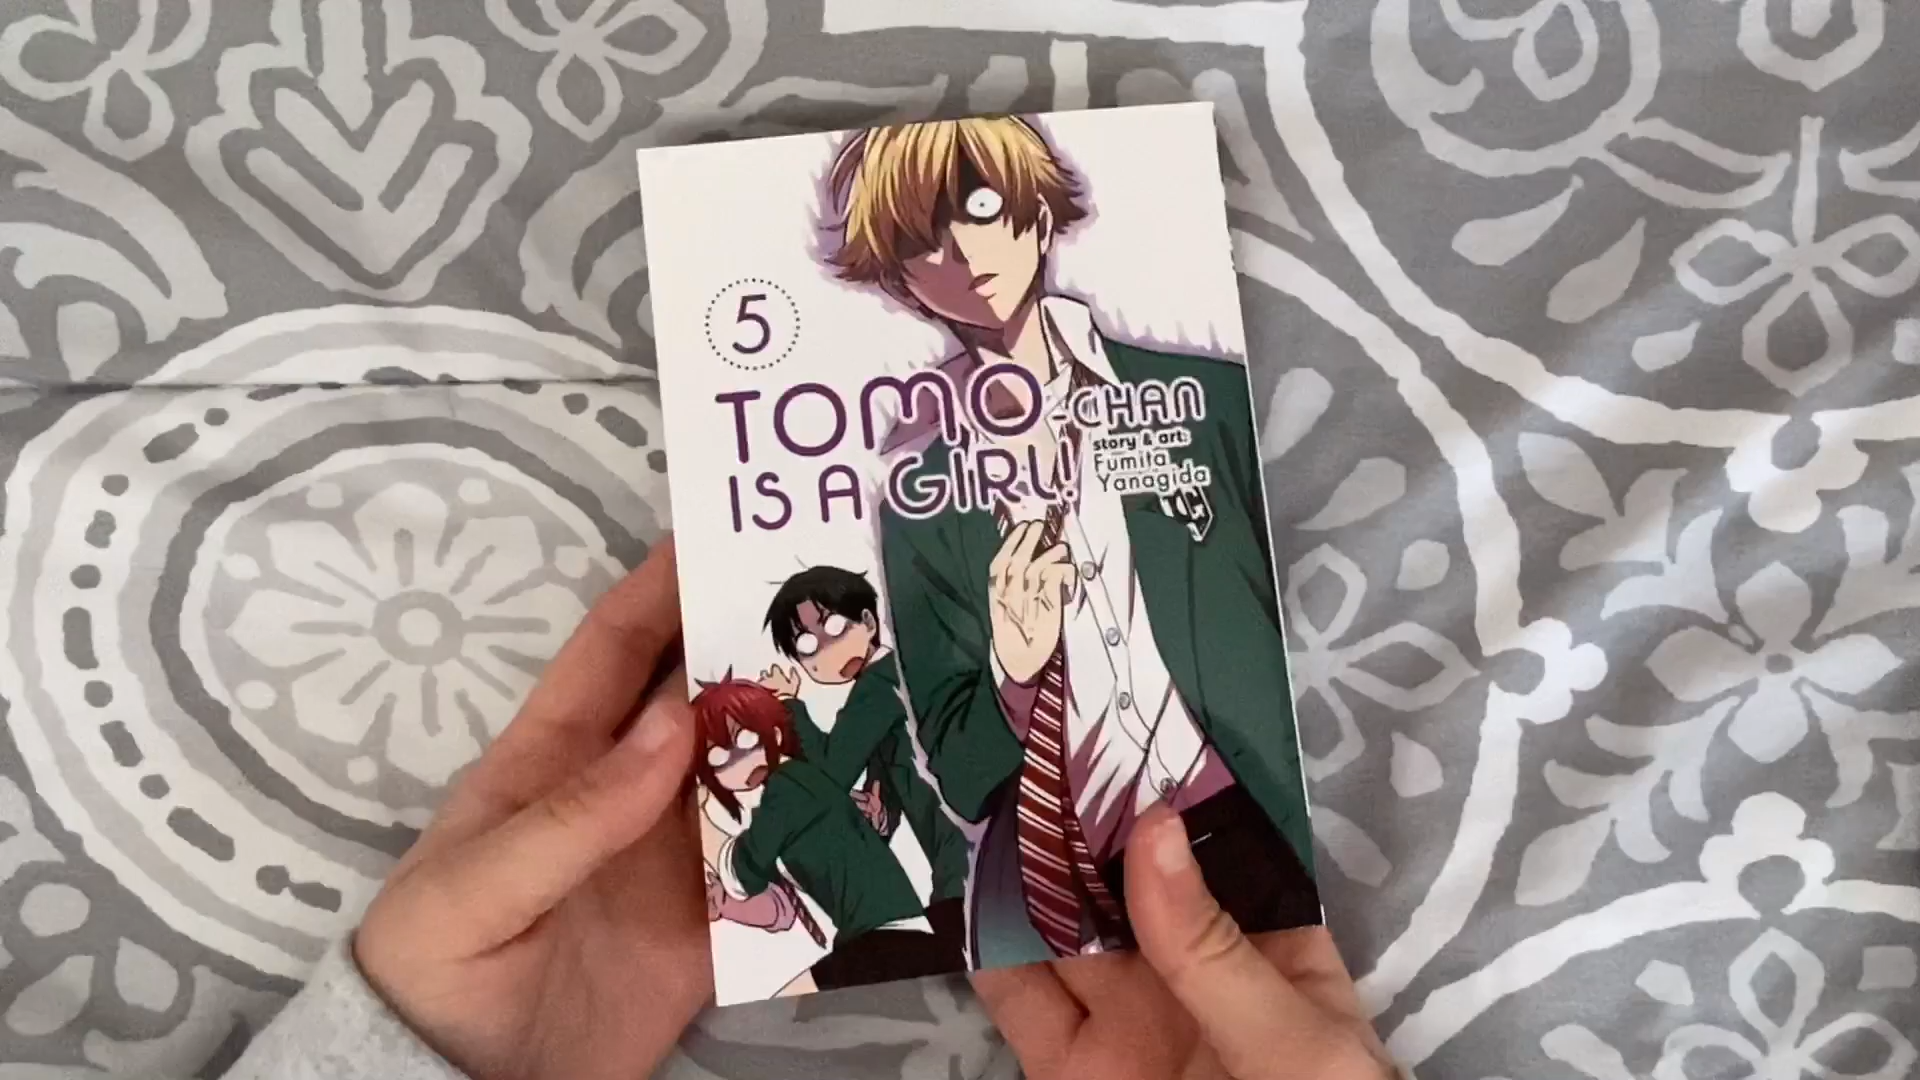 5
TOMO-CHAN
IS A GIRL!
story & art:
Fumita
Yanagida